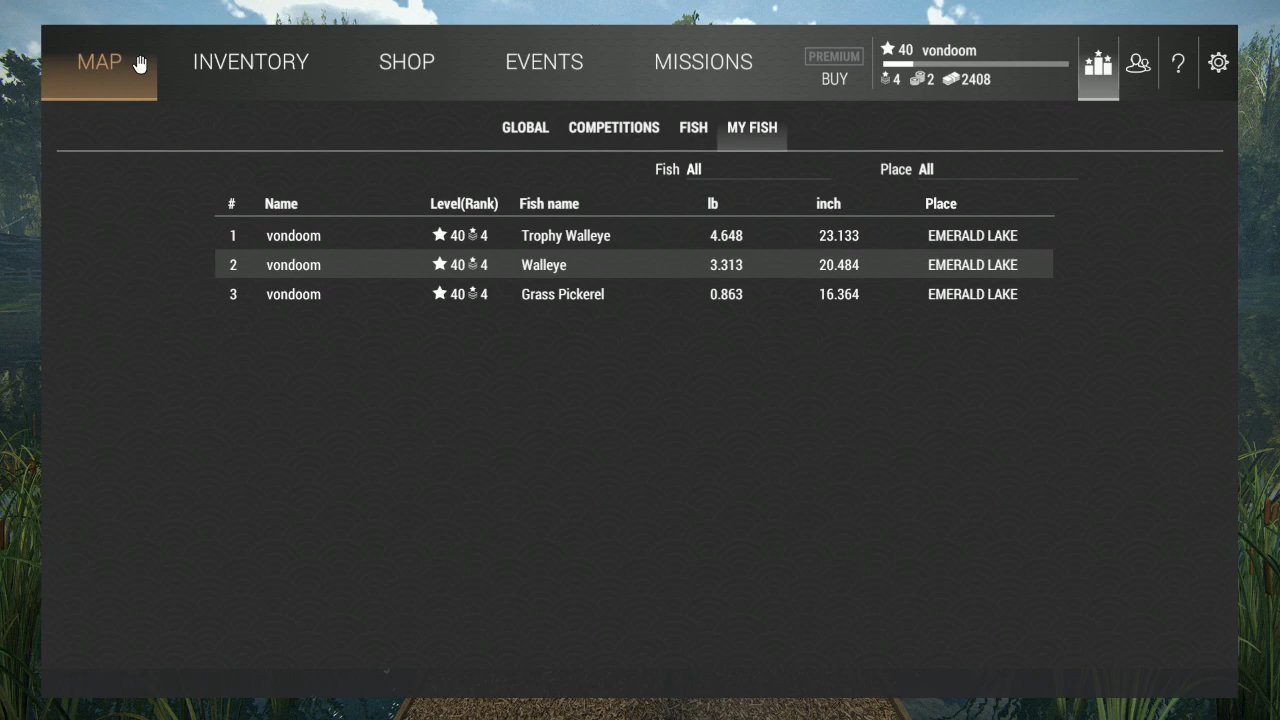 MAP INVENTORY SHOP EVENTS MISSIONS PREMIUM BUY 40 vondoom
4 2 2408 ?
GLOBAL COMPETITIONS FISH MY FISH
Fish All Place All
# Name Level(Rank) Fish name lb inch Place
1 vondoom 40 4 Trophy Walleye 4.648 23.133 EMERALD LAKE
2 vondoom 40 4 Walleye 3.313 20.484 EMERALD LAKE
3 vondoom 40 4 Grass Pickerel 0.863 16.364 EMERALD LAKE